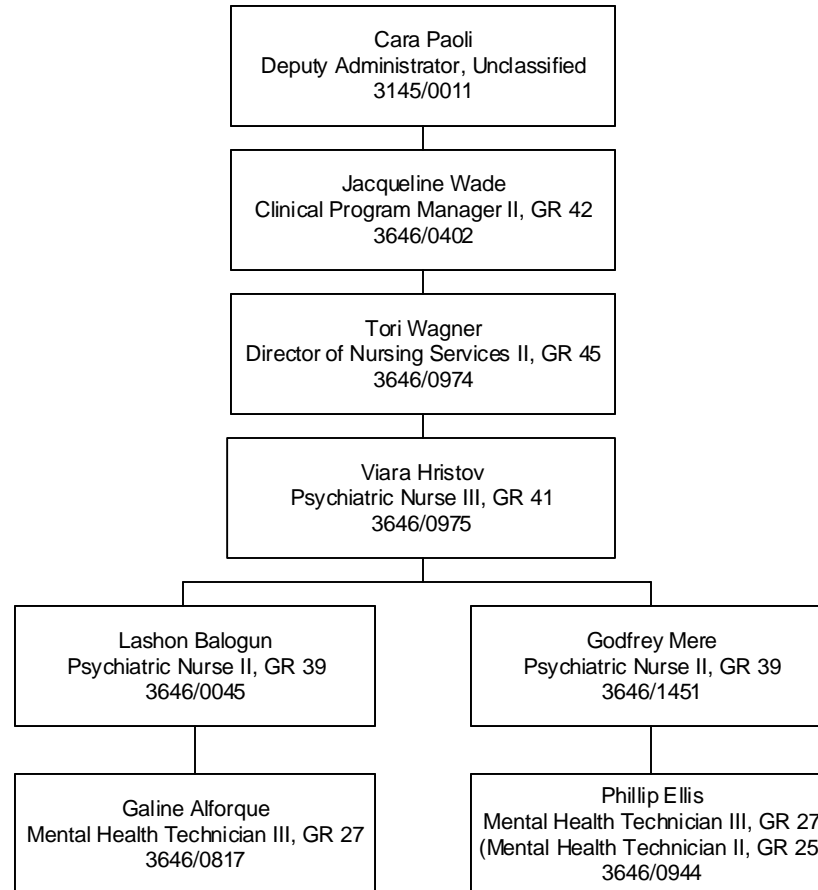 Cara Paoli
Deputy Administrator, Unclassified
3145/0011
Jacqueline Wade
Clinical Program Manager II, GR 42
3646/0402
Tori Wagner
Director of Nursing Services II, GR 45
3646/0974
Viara Hristov
Psychiatric Nurse III, GR 41
3646/0975
Lashon Balogun
Psychiatric Nurse II, GR 39
3646/0045
Godfrey Mere
Psychiatric Nurse II, GR 39
3646/1451
Galine Alforque
Mental Health Technician III, GR 27
3646/0817
Phillip Ellis
Mental Health Technician III, GR 27
(Mental Health Technician II, GR 25
3646/0944